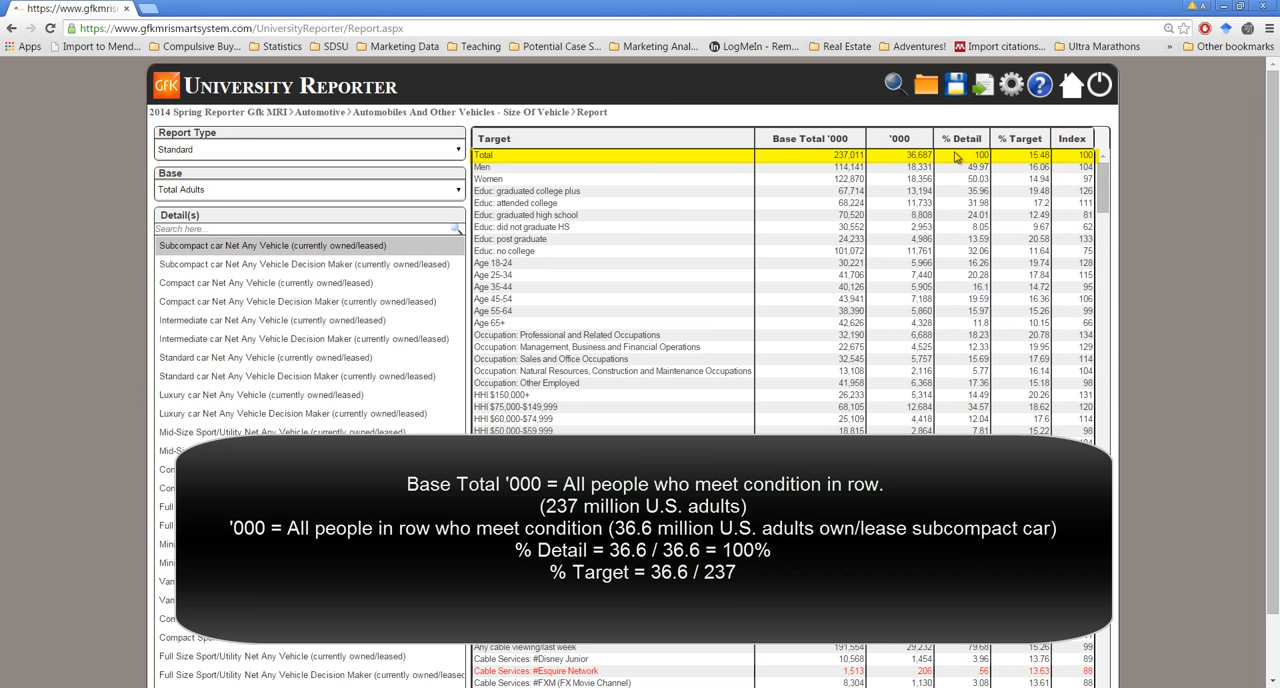 https://www.gfkmris
https://www.gfkmrismartsystem.com/UniversityReporter/Report.aspx
Apps Import to Mend... Compulsive Buy... Statistics SDSU Marketing Data Teaching Potential Case S... Marketing Anal... LogMeIn - Rem... Real Estate Adventures! Import citations... Ultra Marathons » Other bookmarks
GfK UNIVERSITY REPORTER
2014 Spring Reporter Gfk MRI>Automotive>Automobiles And Other Vehicles - Size Of Vehicle>Report
Report Type
Standard
Base
Total Adults
Detail(s)
Search here...
Subcompact car Net Any Vehicle (currently owned/leased)
Subcompact car Net Any Vehicle Decision Maker (currently owned/leased)
Compact car Net Any Vehicle (currently owned/leased)
Compact car Net Any Vehicle Decision Maker (currently owned/leased)
Intermediate car Net Any Vehicle (currently owned/leased)
Intermediate car Net Any Vehicle Decision Maker (currently owned/leased)
Standard car Net Any Vehicle (currently owned/leased)
Standard car Net Any Vehicle Decision Maker (currently owned/leased)
Luxury car Net Any Vehicle (currently owned/leased)
Luxury car Net Any Vehicle Decision Maker (currently owned/leased)
Mid-Size Sport/Utility Net Any Vehicle (currently owned/leased)
Target Base Total '000 '000 % Detail % Target Index
Total 237,011 36,687 100 15.48 100
Men 114,141 18,331 49.97 16.06 104
Women 122,870 18,356 50.03 14.94 97
Educ: graduated college plus 67,714 13,194 35.96 19.48 126
Educ: attended college 68,224 11,733 31.98 17.2 111
Educ: graduated high school 70,520 8,808 24.01 12.49 81
Educ: did not graduate HS 30,552 2,953 8.05 9.67 62
Educ: post graduate 24,233 4,986 13.59 20.58 133
Educ: no college 101,072 11,761 32.06 11.64 75
Age 18-24 30,221 5,966 16.26 19.74 128
Age 25-34 41,706 7,440 20.28 17.84 115
Age 35-44 40,126 5,905 16.1 14.72 95
Age 45-54 43,941 7,188 19.59 16.36 106
Age 55-64 38,390 5,860 15.97 15.26 99
Age 65+ 42,626 4,328 11.8 10.15 66
Occupation: Professional and Related Occupations 32,190 6,688 18.23 20.78 134
Occupation: Management, Business and Financial Operations 22,675 4,525 12.33 19.95 129
Occupation: Sales and Office Occupations 32,545 5,757 15.69 17.69 114
Occupation: Natural Resources, Construction and Maintenance Occupations 13,108 2,116 5.77 16.14 104
Occupation: Other Employed 41,958 6,368 17.36 15.18 98
HHI $150,000+ 26,233 5,314 14.49 20.26 131
HHI $75,000-$149,999 68,105 12,684 34.57 18.62 120
HHI $60,000-$74,999 25,109 4,418 12.04 17.6 114
HHI $50,000-$59,999 18,815 2,864 7.81 15.22 98
Base Total '000 = All people who meet condition in row.
(237 million U.S. adults)
'000 = All people in row who meet condition (36.6 million U.S. adults own/lease subcompact car)
% Detail = 36.6 / 36.6 = 100%
% Target = 36.6 / 237
Full Size Sport/Utility Net Any Vehicle (currently owned/leased)
Full Size Sport/Utility Net Any Vehicle Decision Maker (currently owned/leased)
Any cable viewing/last week 191,554 29,232 79.68 15.26 99
Cable Services: #Disney Junior 10,568 1,454 3.96 13.76 89
Cable Services: #Esquire Network 1,513 206 .56 13.63 88
Cable Services: #FXM (FX Movie Channel) 8,304 1,130 3.08 13.61 88